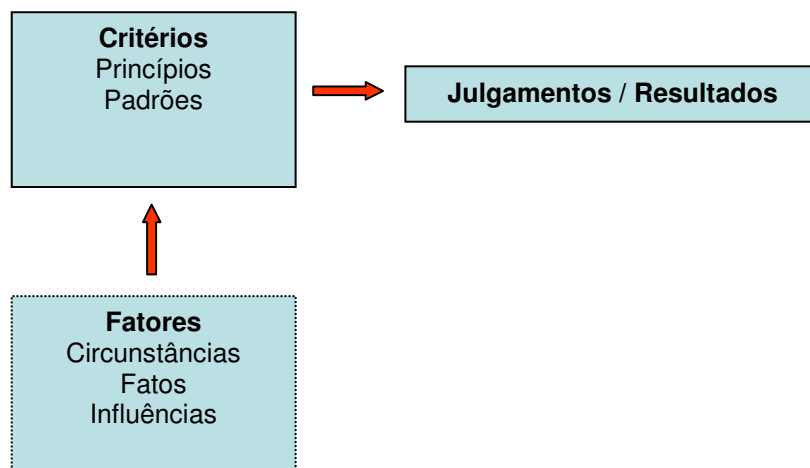 Critérios
Princípios
Padrões
Julgamentos / Resultados
Fatores
Circunstâncias
Fatos
Influências